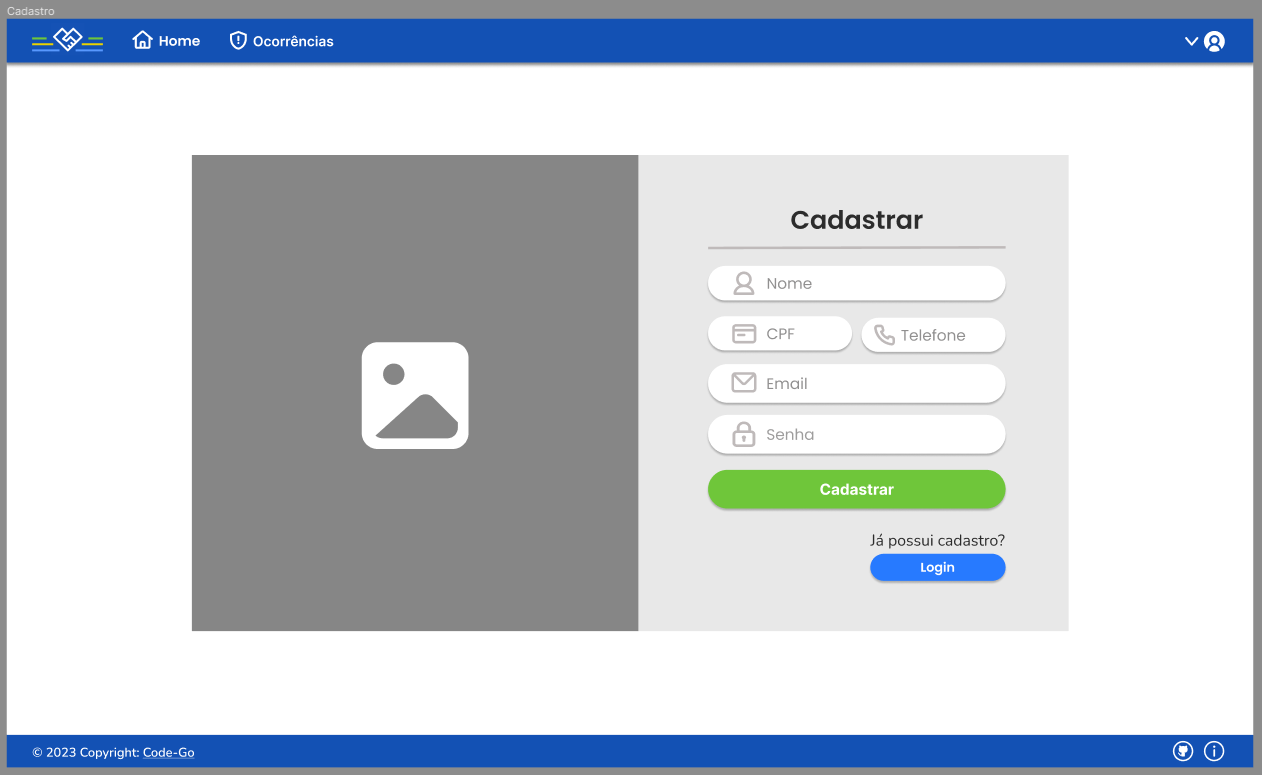 Cadastro
Home Ocorrências
Cadastrar
Nome
CPF Telefone
Email
Senha
Cadastrar
Já possui cadastro?
Login
© 2023 Copyright: Code-Go